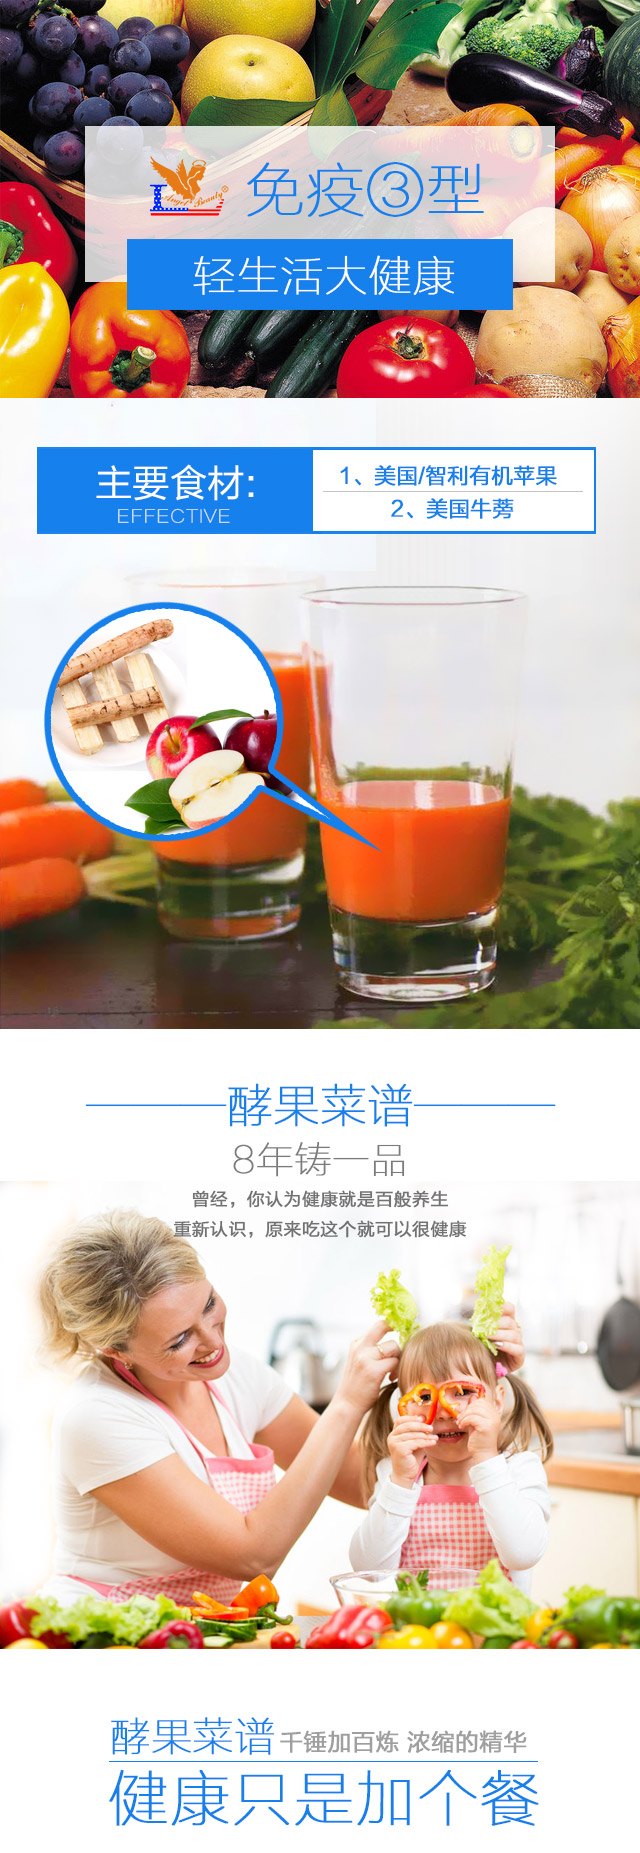 Angel Beauty®
免疫③型
轻生活大健康
主要食材:
EFFECTIVE
1、美国/智利有机苹果
2、美国牛蒡
酵果菜谱
8年铸一品
曾经，你认为健康就是百般养生
重新认识，原来吃这个就可以很健康
酵果菜谱 千锤加百炼 浓缩的精华
健康只是加个餐